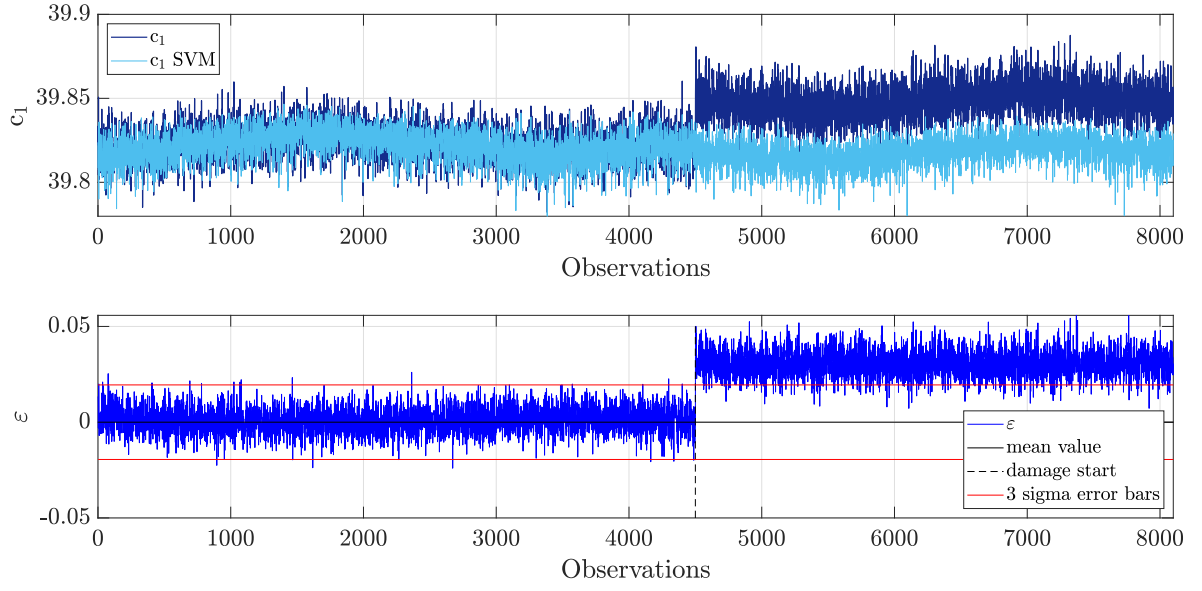 39.9
39.85
39.8
c₁
c₁
c₁ SVM
0 1000 2000 3000 4000 5000 6000 7000 8000
Observations
0.05
0
-0.05
ε
ε
mean value
damage start
3 sigma error bars
0 1000 2000 3000 4000 5000 6000 7000 8000
Observations